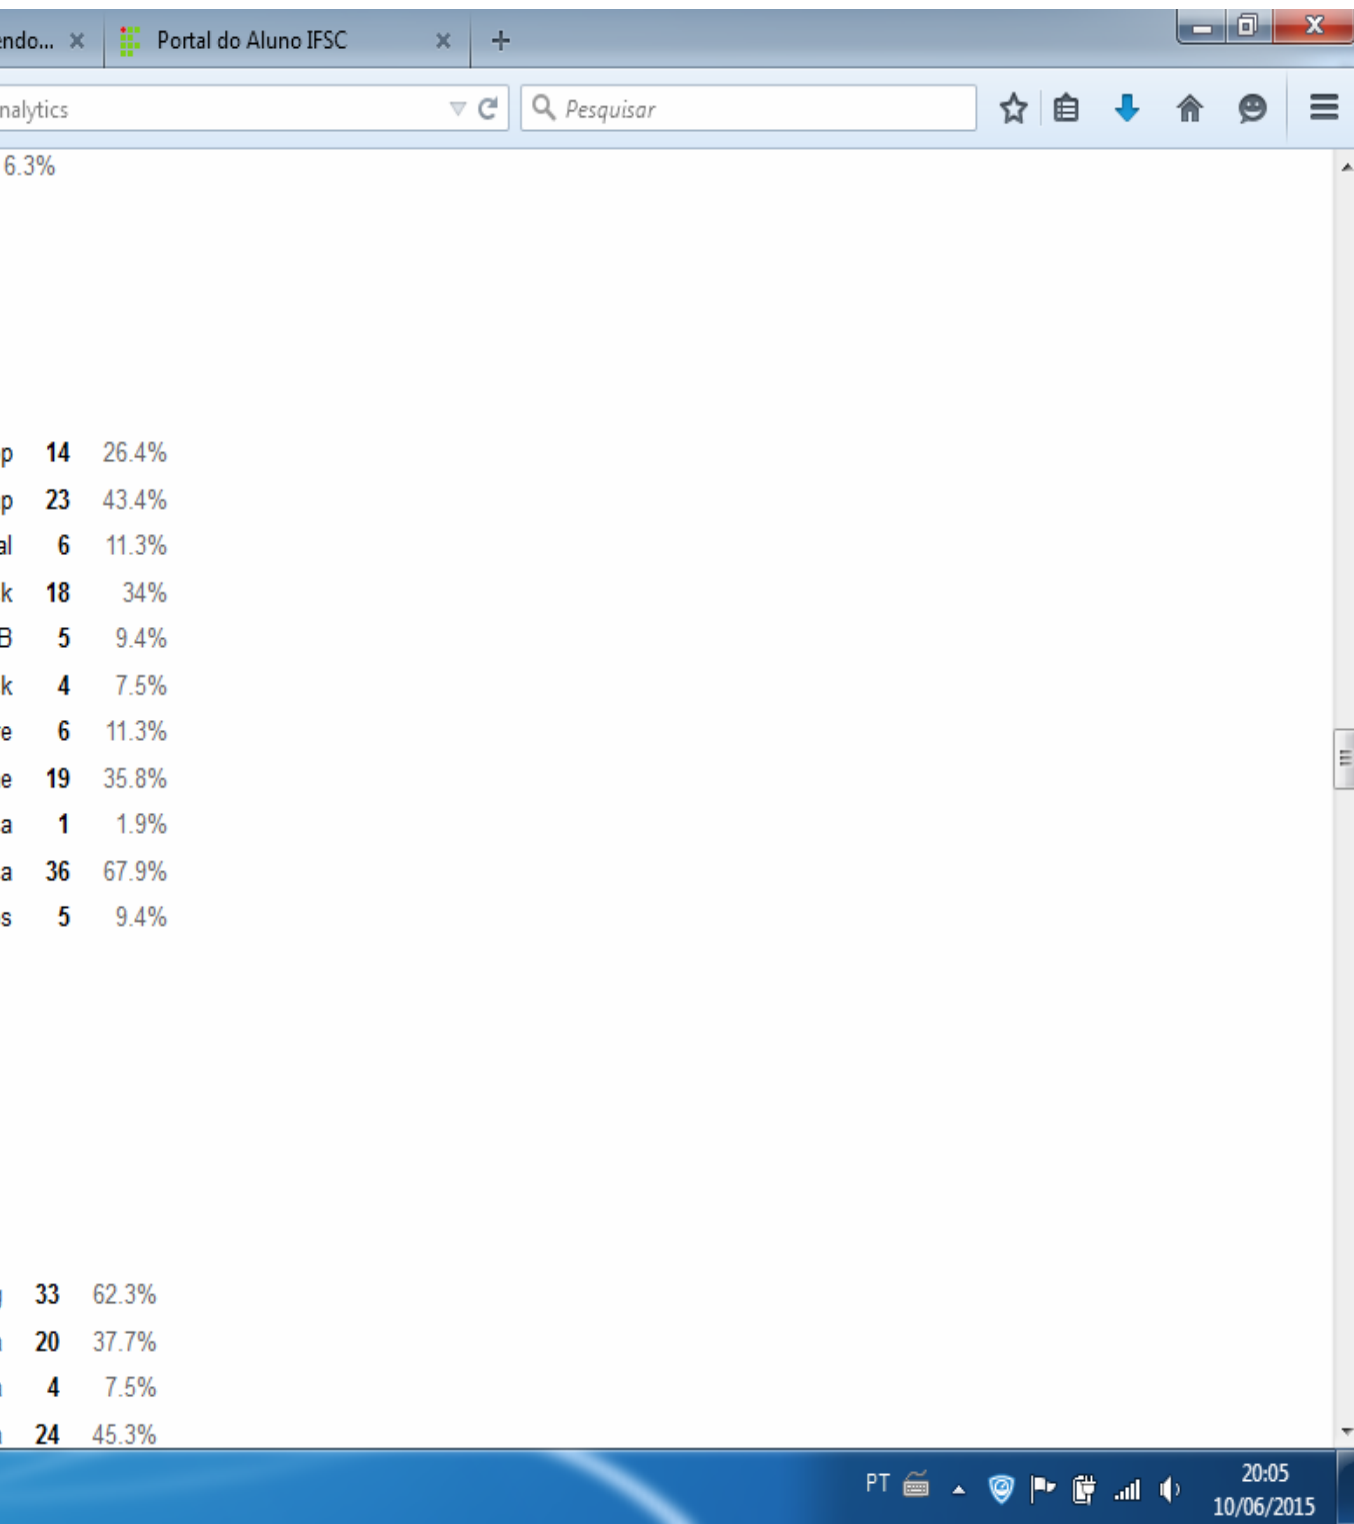 endo...
Portal do Aluno IFSC
nalytics
Pesquisar
6.3%
p 14 26.4%
p 23 43.4%
al 6 11.3%
k 18 34%
B 5 9.4%
k 4 7.5%
e 6 11.3%
e 19 35.8%
a 1 1.9%
a 36 67.9%
s 5 9.4%
33 62.3%
20 37.7%
4 7.5%
24 45.3%
PT
20:05
10/06/2015